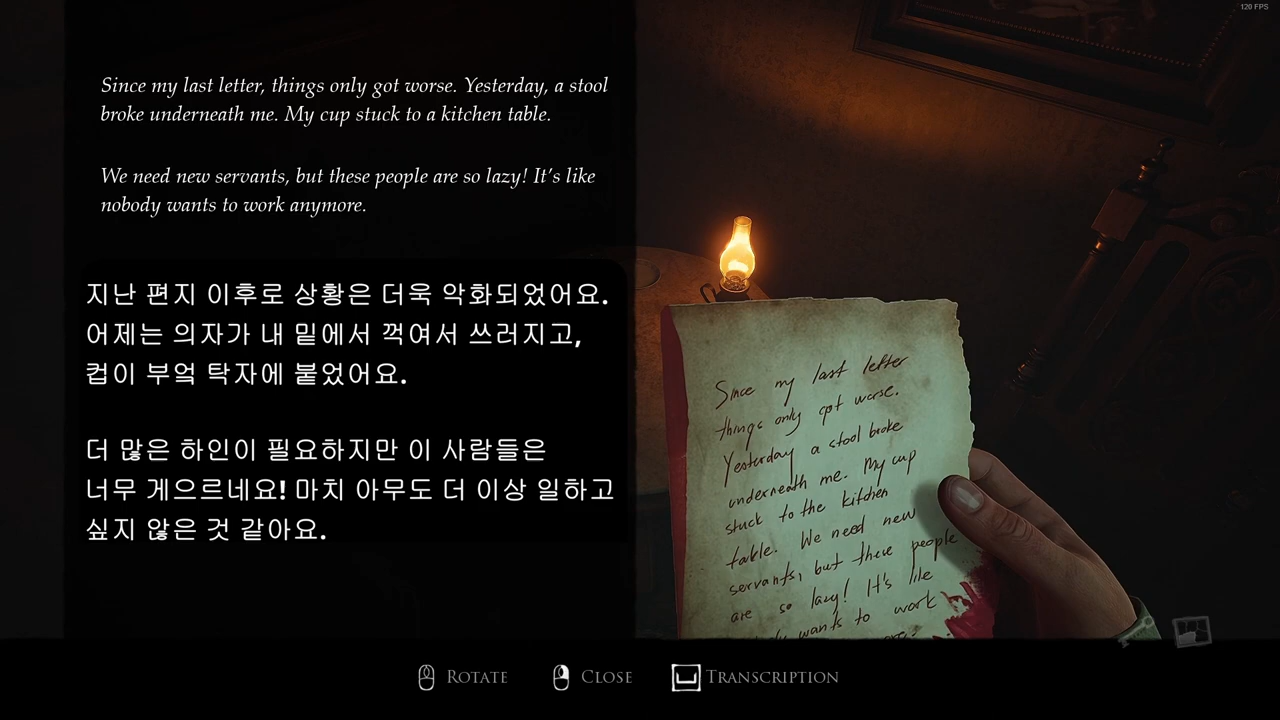 120 FPS
Since my last letter, things only got worse. Yesterday, a stool
broke underneath me. My cup stuck to a kitchen table.
We need new servants, but these people are so lazy! It's like
nobody wants to work anymore.
지난 편지 이후로 상황은 더욱 악화되었어요.
어제는 의자가 내 밑에서 꺽여서 쓰러지고,
컵이 부엌 탁자에 붙었어요.
더 많은 하인이 필요하지만 이 사람들은
너무 게으르네요! 마치 아무도 더 이상 일하고
싶지 않은 것 같아요.
Since my last letter
things only got worse.
Yesterday a stool broke
underneath me. My cup
stuck to the kitchen
table. We need new
servants, but these people
are so lazy! It's like
wants to work
ROTATE
CLOSE
TRANSCRIPTION